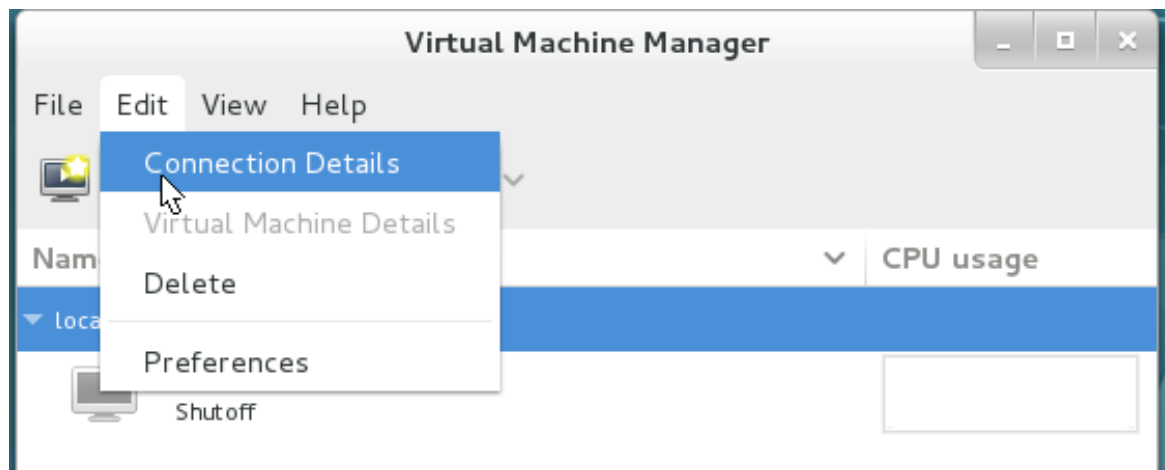 Virtual Machine Manager
File Edit View Help
Connection Details
Virtual Machine Details
Delete
Preferences
CPU usage
Shutoff